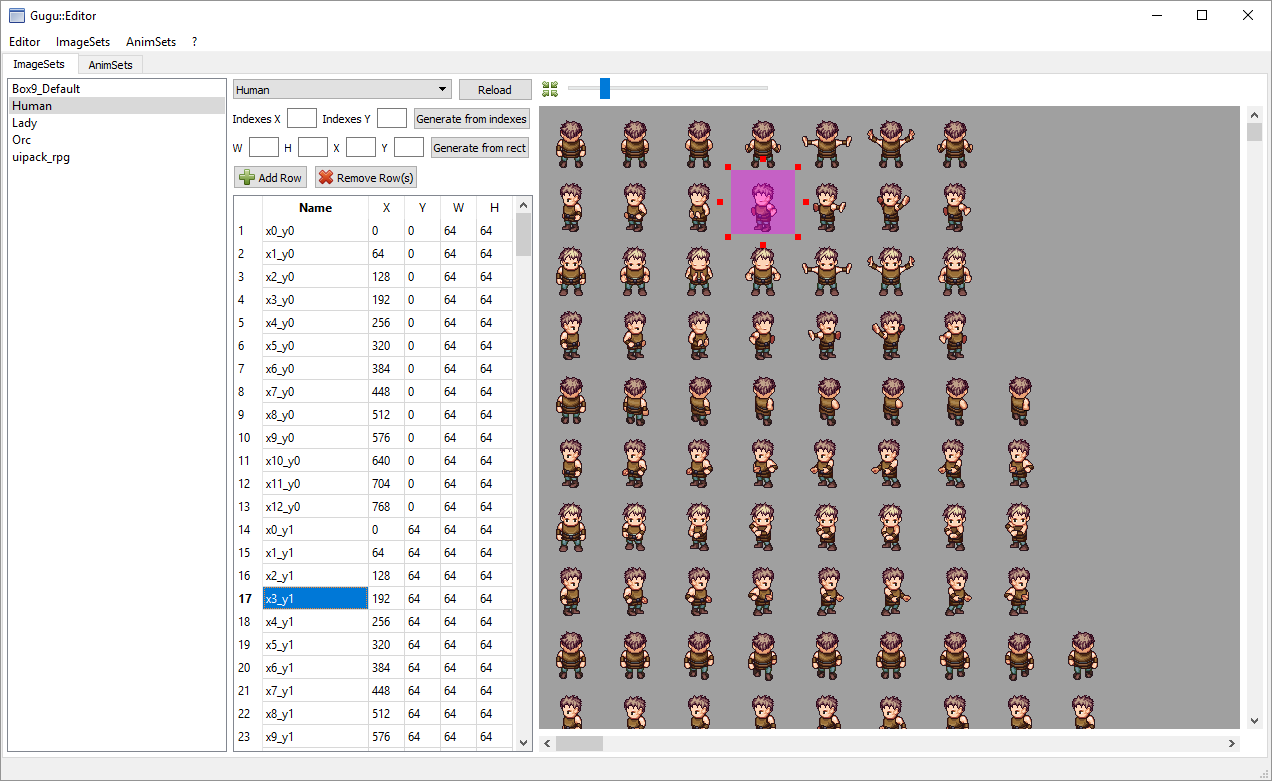 Gugu::Editor
Editor ImageSets AnimSets ?
ImageSets AnimSets
Box9_Default
Human
Lady
Orc
uipack_rpg
Human Reload
Indexes X Indexes Y Generate from indexes
W H X Y Generate from rect
Add Row Remove Row(s)
Name X Y W H
1 x0_y0 0 0 64 64
2 x1_y0 64 0 64 64
3 x2_y0 128 0 64 64
4 x3_y0 192 0 64 64
5 x4_y0 256 0 64 64
6 x5_y0 320 0 64 64
7 x6_y0 384 0 64 64
8 x7_y0 448 0 64 64
9 x8_y0 512 0 64 64
10 x9_y0 576 0 64 64
11 x10_y0 640 0 64 64
12 x11_y0 704 0 64 64
13 x12_y0 768 0 64 64
14 x0_y1 0 64 64 64
15 x1_y1 64 64 64 64
16 x2_y1 128 64 64 64
17 x3_y1 192 64 64 64
18 x4_y1 256 64 64 64
19 x5_y1 320 64 64 64
20 x6_y1 384 64 64 64
21 x7_y1 448 64 64 64
22 x8_y1 512 64 64 64
23 x9_y1 576 64 64 64